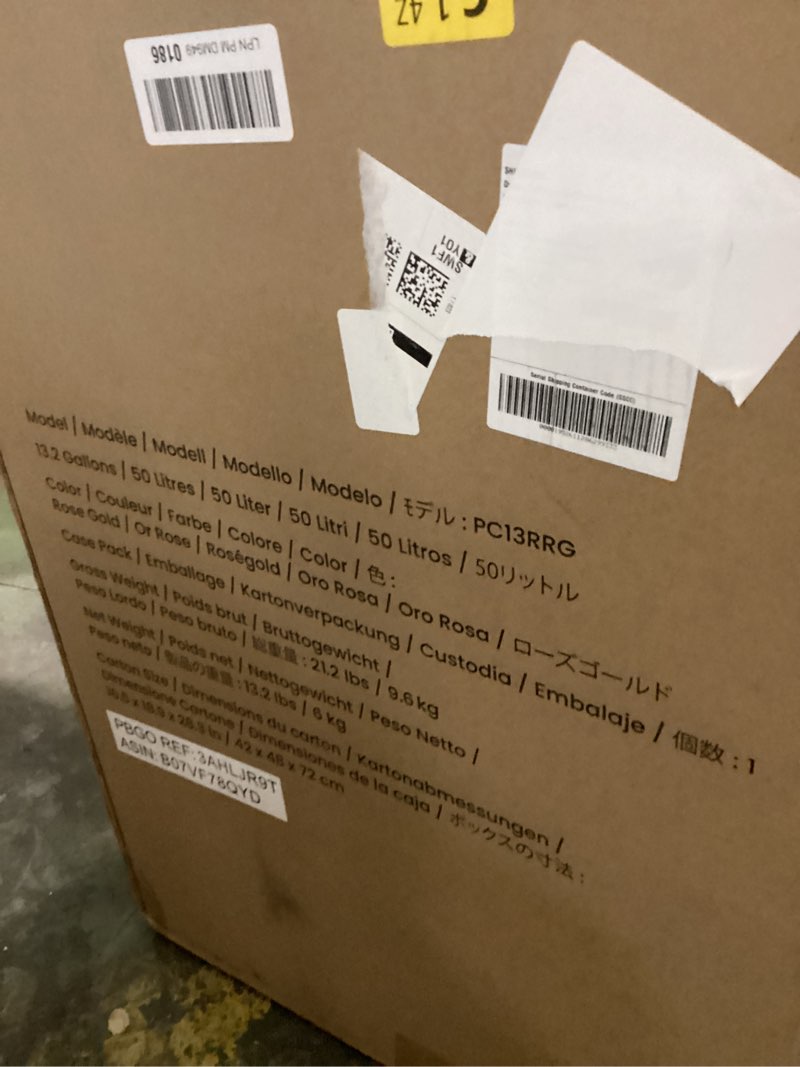 C1 4Z
LPN PM DM949 0186
SWF1
Y01
Serial Shipping Container Code (SSCC)
Model | Modèle | Modell | Modello | Modelo | モデル : PC13RRG
13.2 Gallons | 50 Litres | 50 Liter | 50 Litri | 50 Litros / 50リットル
Color | Couleur | Farbe | Colore | Color | 色 :
Rose Gold | Or Rose | Roségold | Oro Rosa | Oro Rosa / ローズゴールド
Case Pack | Emballage | Kartonverpackung / Custodia / Embalaje / 個数 : 1
Gross Weight / Poids brut / Bruttogewicht /
Peso Lordo / Peso bruto / 総重量 : 21.2 lbs / 9.6 kg
Net Weight / Poids net / Nettogewicht / Peso Netto /
Peso neto / 製品の重量 : 13.2 lbs / 6 kg
Carton Size / Dimensions du carton / Kartonabmessungen /
Dimensione Cartone / Dimensiones de la caja / ボックスの寸法 :
16.5 x 18.9 x 28.3 in / 42 x 48 x 72 cm
PBGO REF: 3AHLJR9T
ASIN: B07VF78QYD